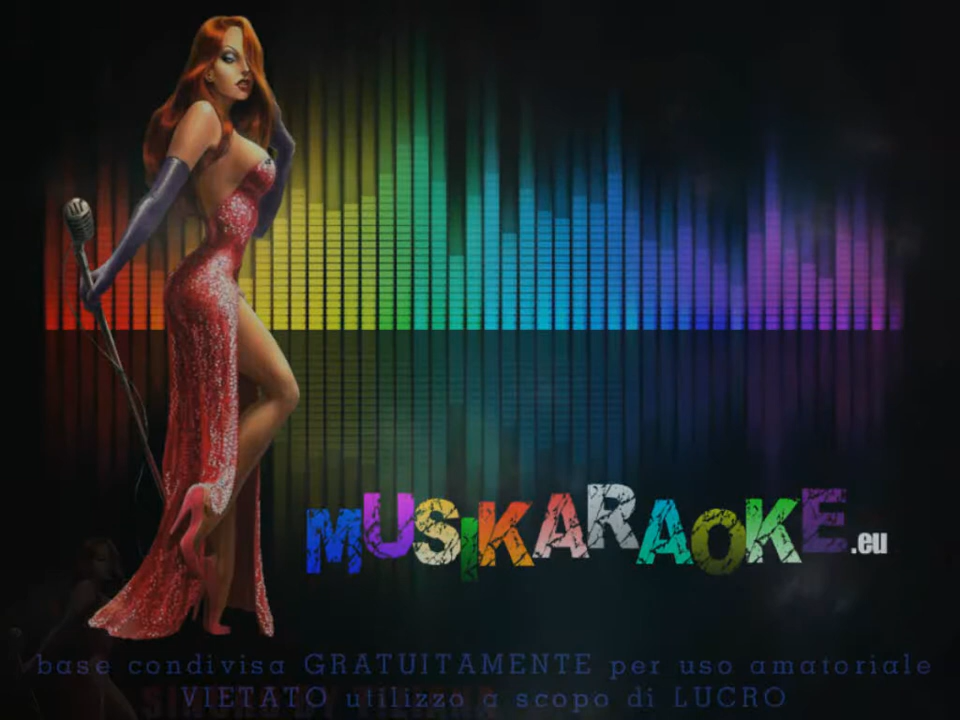 MUSIKARAOKE.eu
base condivisa GRATUITAMENTE per uso amatoriale
VIETATO utilizzo a scopo di LUCRO